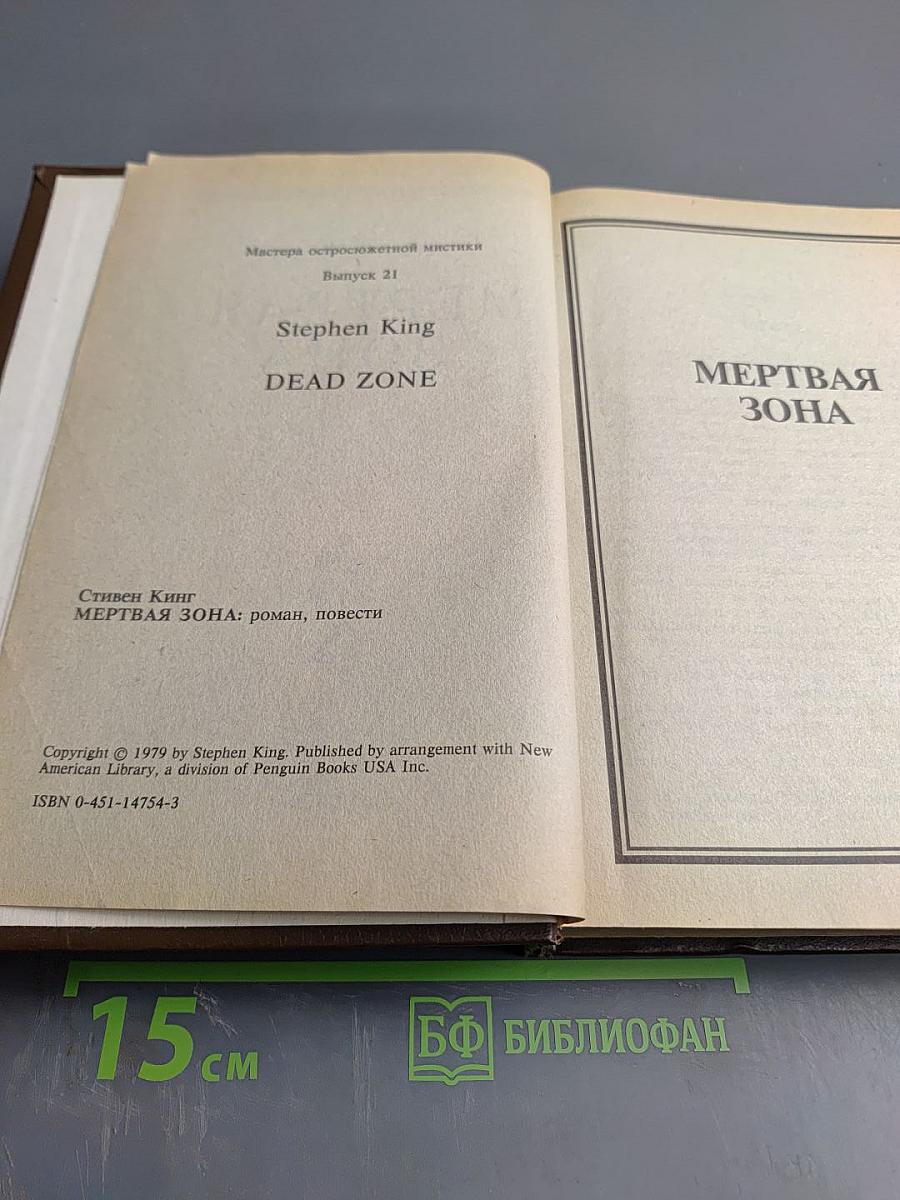 Мастера остросюжетной мистики
Выпуск 21
Stephen King
DEAD ZONE
Стивен Кинг
МЕРТВАЯ ЗОНА: роман, повести
Copyright © 1979 by Stephen King. Published by arrangement with New
American Library, a division of Penguin Books USA Inc.
ISBN 0-451-14754-3
МЕРТВАЯ
ЗОНА
15 см
БФ БИБЛИОФАН